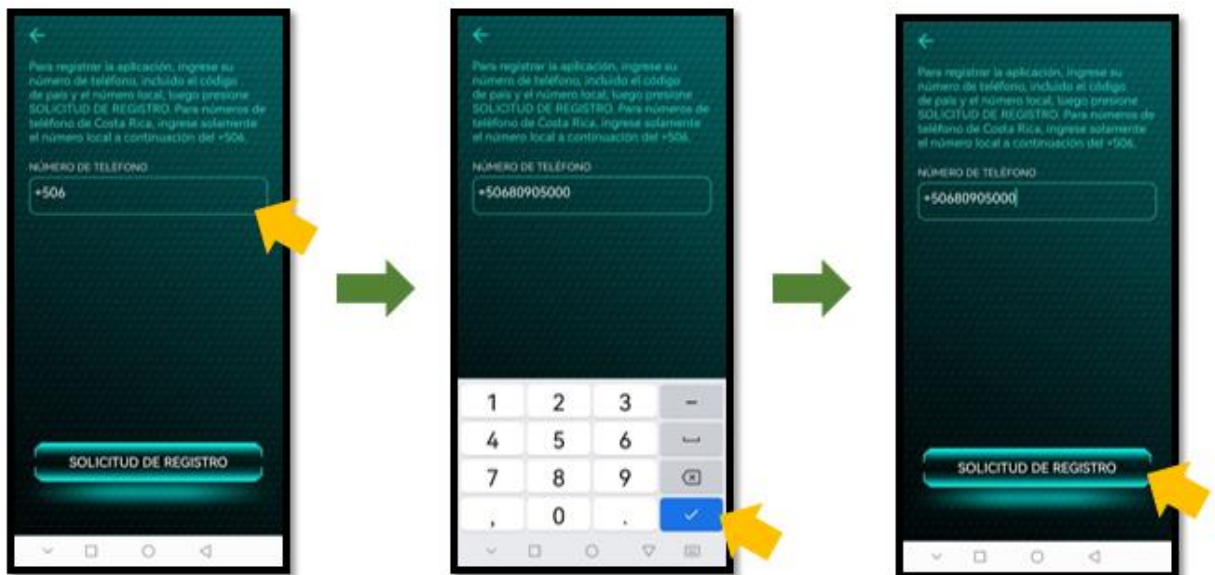 Para registrar la aplicación, ingrese su
número de teléfono, incluido el código
de país y el número local, luego presione
SOLICITUD DE REGISTRO. Para números de
teléfono de Costa Rica, ingrese solamente
el número local a continuación del +506.
NÚMERO DE TELÉFONO
+506
SOLICITUD DE REGISTRO
Para registrar la aplicación, ingrese su
número de teléfono, incluido el código
de país y el número local, luego presione
SOLICITUD DE REGISTRO. Para números de
teléfono de Costa Rica, ingrese solamente
el número local a continuación del +506.
NÚMERO DE TELÉFONO
+50680905000
1 2 3 -
4 5 6
7 8 9
, 0 .
Para registrar la aplicación, ingrese su
número de teléfono, incluido el código
de país y el número local, luego presione
SOLICITUD DE REGISTRO. Para números de
teléfono de Costa Rica, ingrese solamente
el número local a continuación del +506.
NÚMERO DE TELÉFONO
+50680905000
SOLICITUD DE REGISTRO